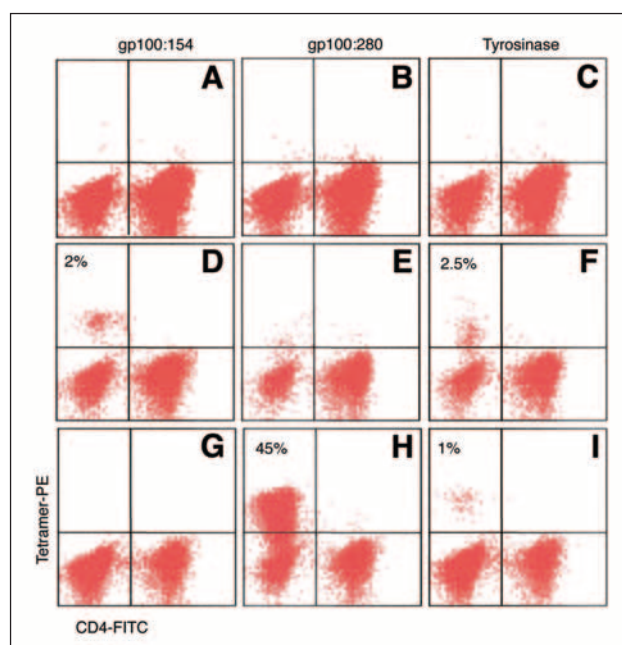 gp100:154 gp100:280 Tyrosinase
A B C
2% D E 2.5% F
G 45% H 1% I
Tetramer-PE
CD4-FITC